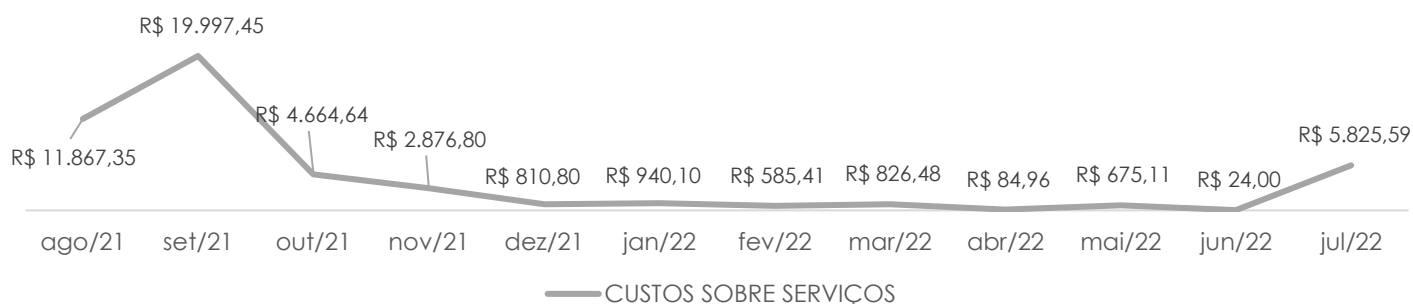 R$ 19.997,45
R$ 4.664,64
R$ 5.825,59
R$ 2.876,80
R$ 11.867,35
R$ 810,80
R$ 940,10
R$ 585,41
R$ 826,48
R$ 84,96
R$ 675,11
R$ 24,00
ago/21 set/21 out/21 nov/21 dez/21 jan/22 fev/22 mar/22 abr/22 mai/22 jun/22 jul/22
CUSTOS SOBRE SERVIÇOS